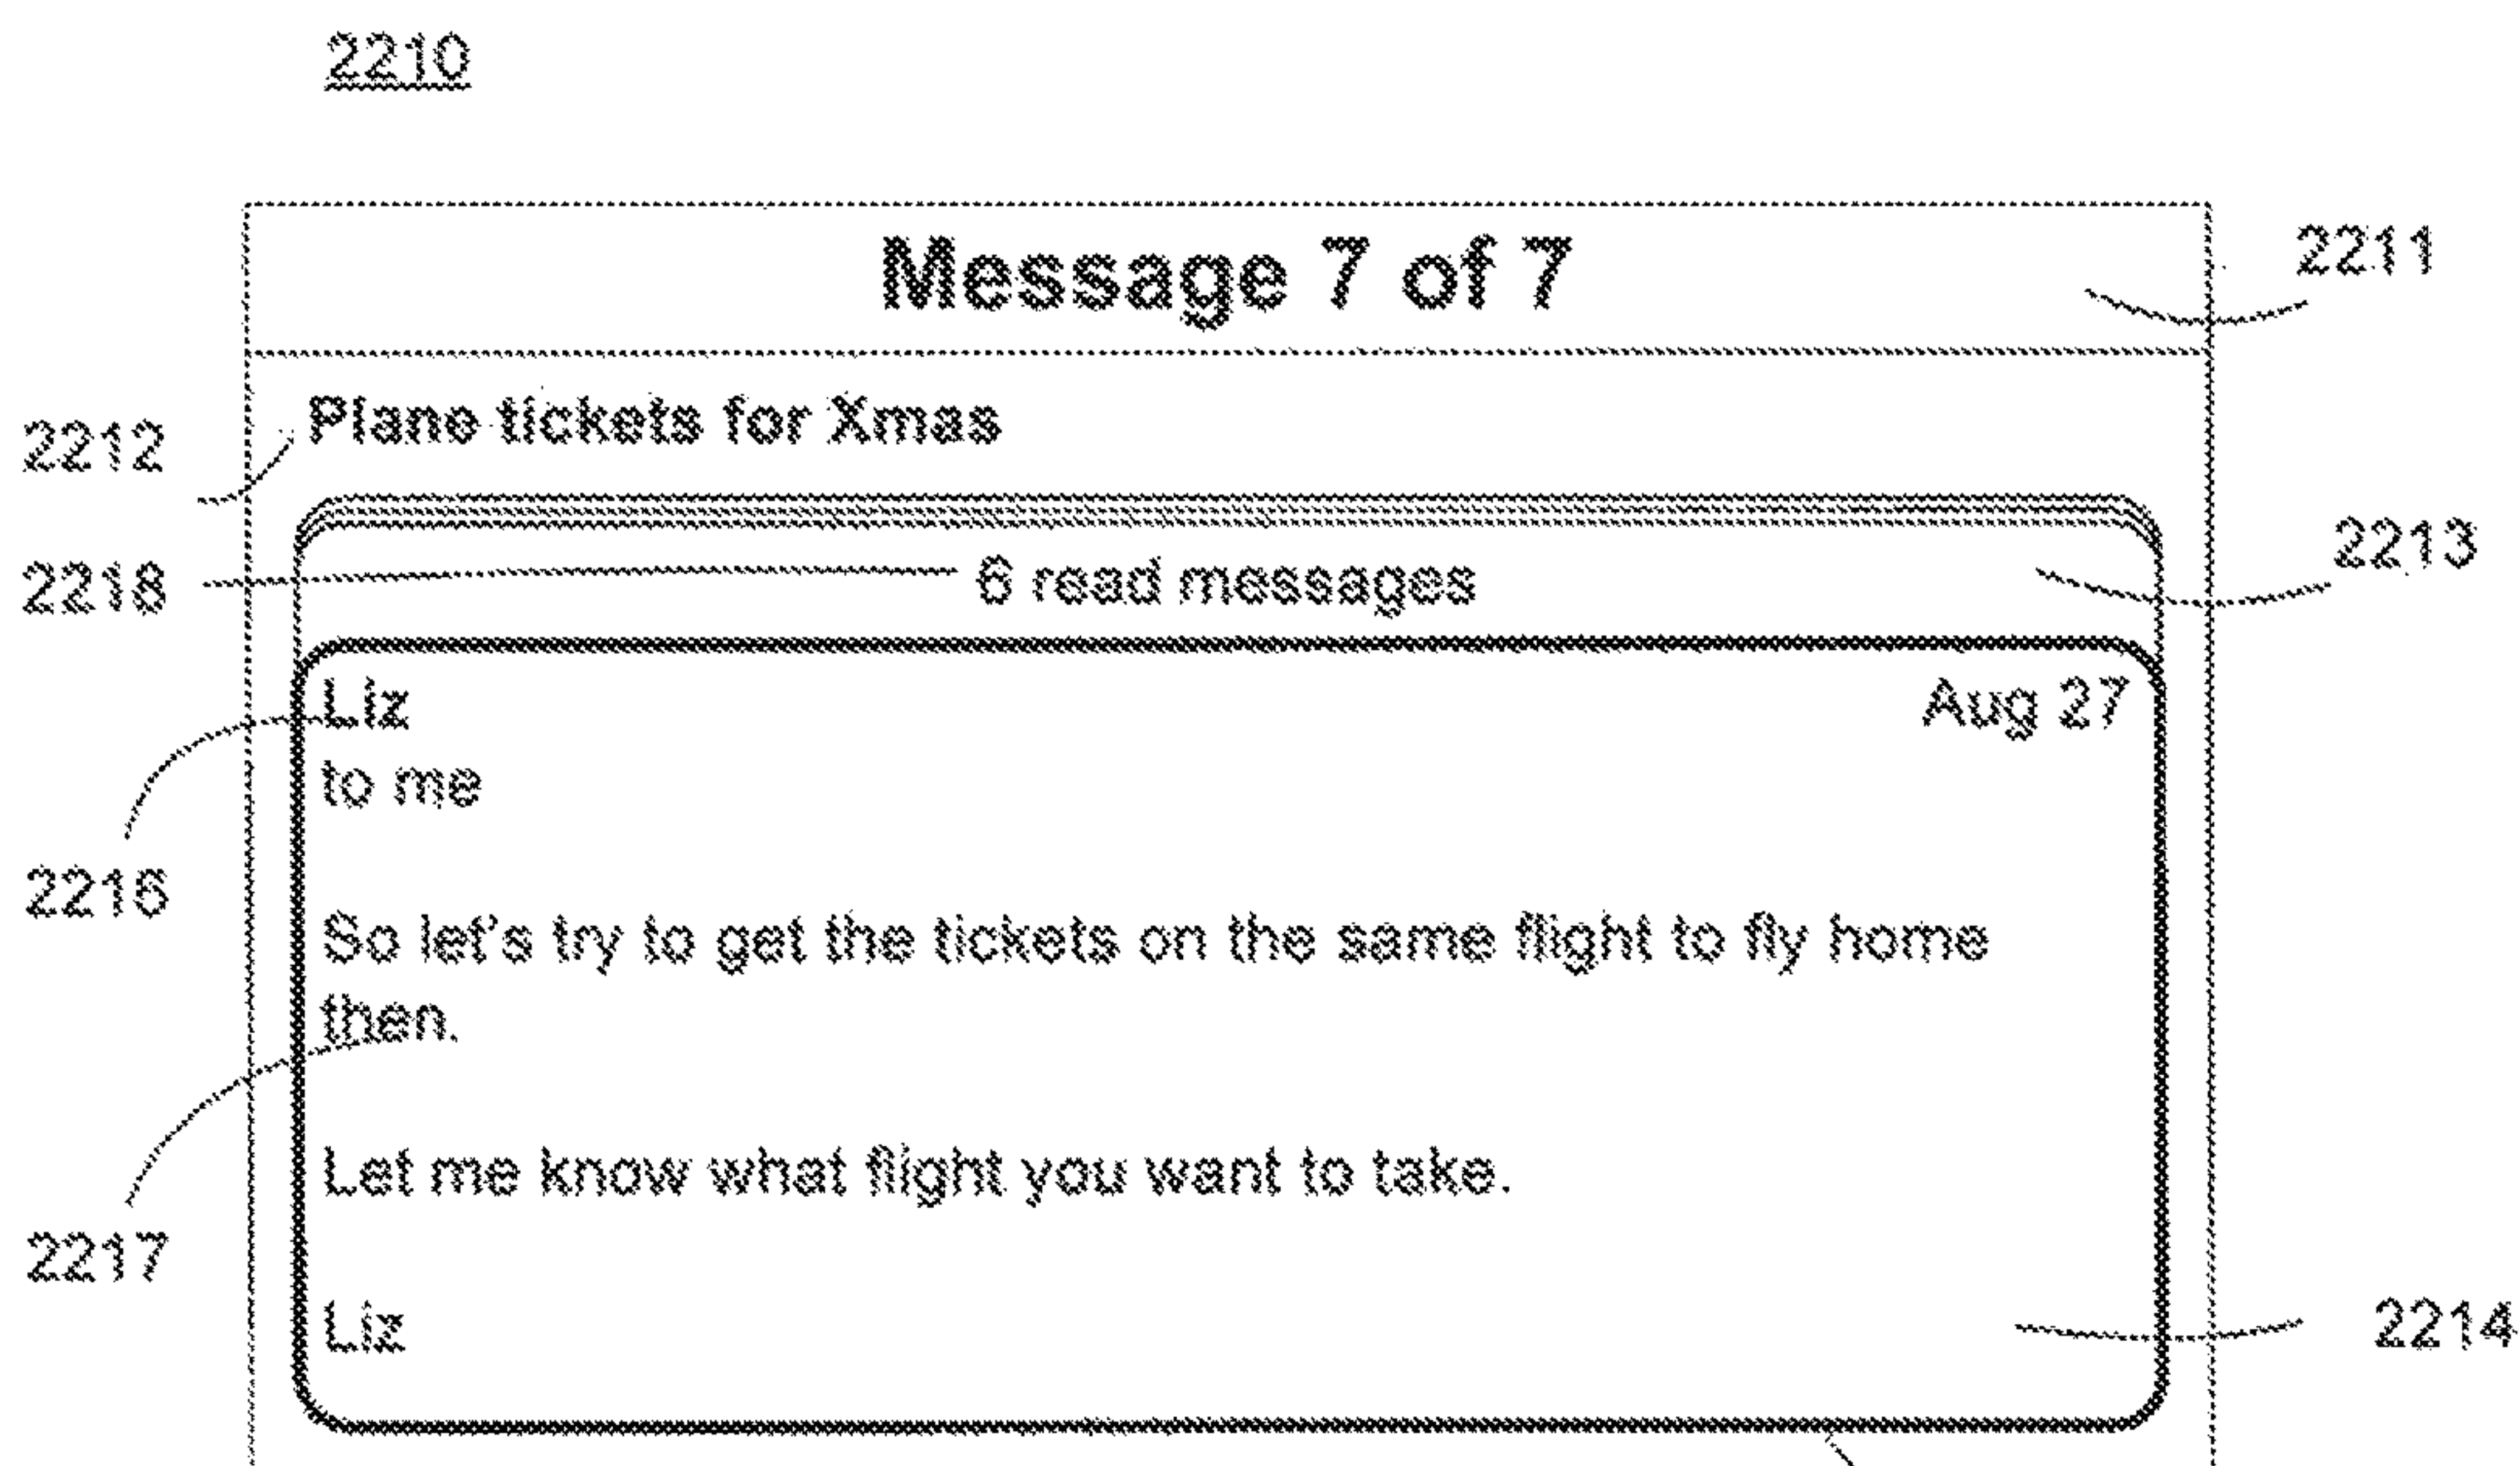 2210
Message 7 of 7
2211
Plane tickets for Xmas
2212
2213
2218
6 read messages
Liz
Aug 27
to me
2216
So let's try to get the tickets on the same flight to fly home
then.
Let me know what flight you want to take.
2217
Liz
2214